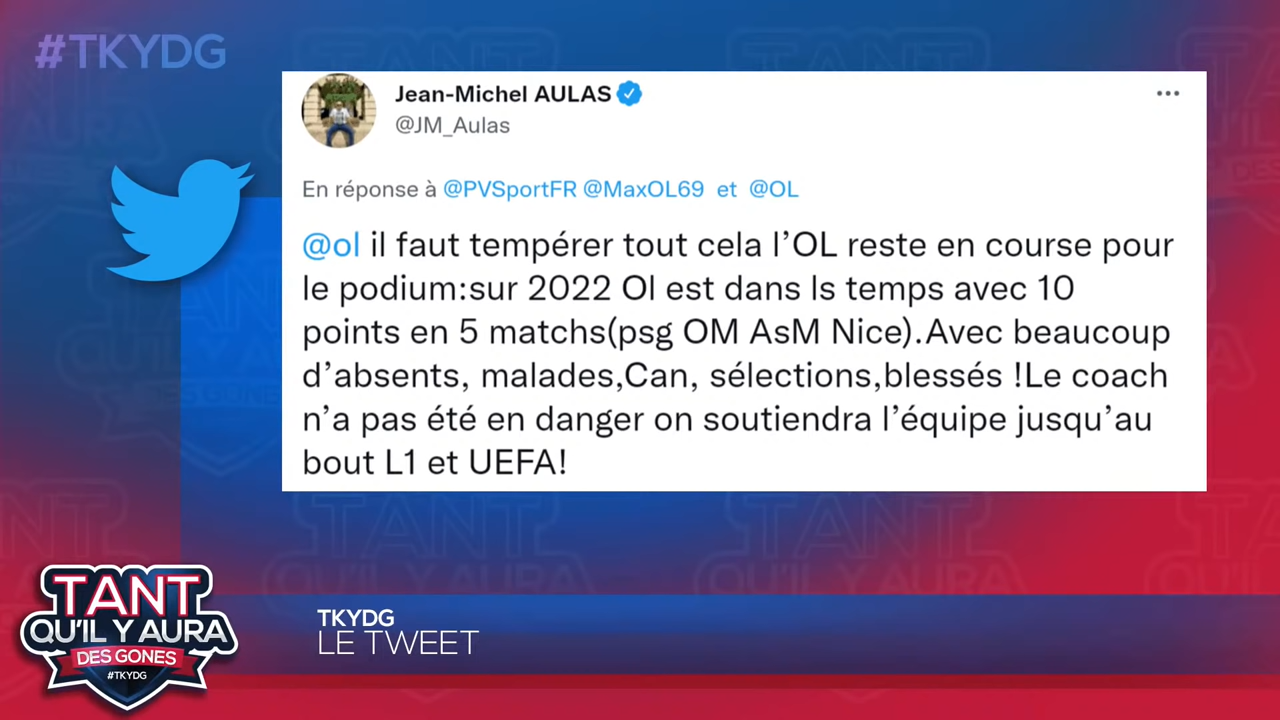 #TKYDG
Jean-Michel AULAS
@JM_Aulas
En réponse à @PVSportFR @MaxOL69 et @OL
@ol il faut tempérer tout cela l’OL reste en course pour
le podium:sur 2022 Ol est dans ls temps avec 10
points en 5 matchs(psg OM AsM Nice).Avec beaucoup
d’absents, malades,Can, sélections,blessés !Le coach
n’a pas été en danger on soutiendra l’équipe jusqu’au
bout L1 et UEFA!
TANT
QU'IL Y AURA
DES GONES
#TKYDG
TKYDG
LE TWEET